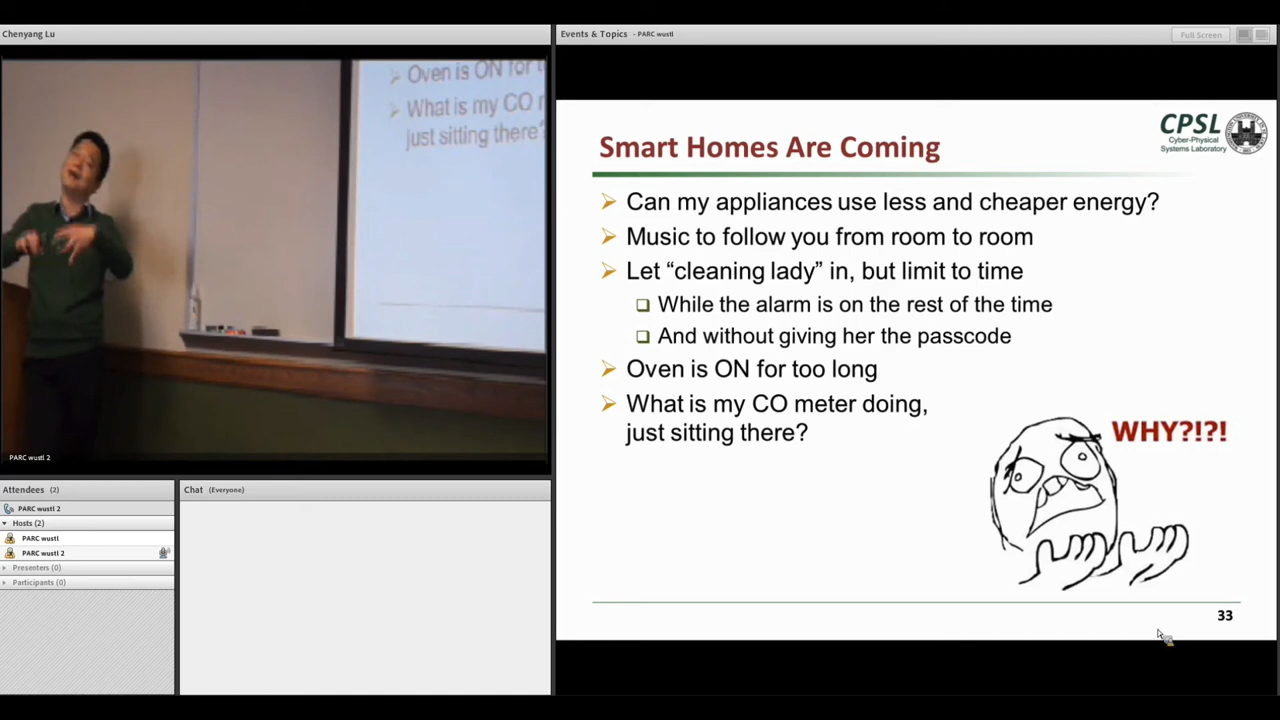 Chenyang Lu
Oven is ON for t
What is my CO
just sitting there?
PARC wustl 2
Attendees (2)
PARC wustl 2
Hosts (2)
PARC wustl
PARC wustl 2
Presenters (0)
Participants (0)
Chat (Everyone)
Events & Topics - PARC wustl
Full Screen
CPSL
Cyber-Physical
Systems Laboratory
Smart Homes Are Coming
Can my appliances use less and cheaper energy?
Music to follow you from room to room
Let “cleaning lady” in, but limit to time
While the alarm is on the rest of the time
And without giving her the passcode
Oven is ON for too long
What is my CO meter doing,
just sitting there?
WHY?!?!
33